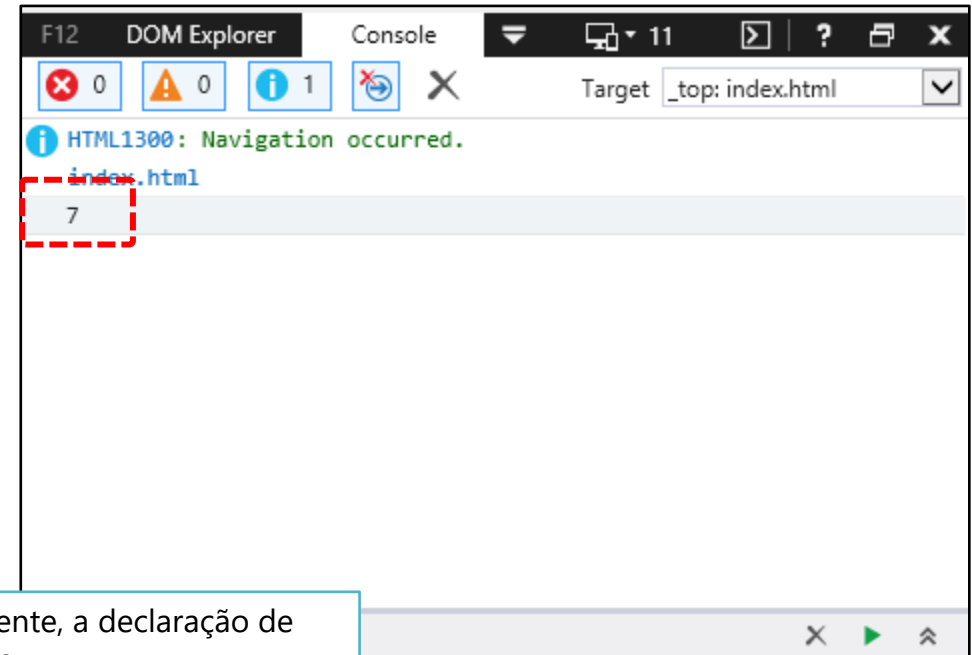 F12 DOM Explorer Console 11 ?
0 0 1 Target _top: index.html
HTML1300: Navigation occurred.
index.html
7
ente, a declaração de